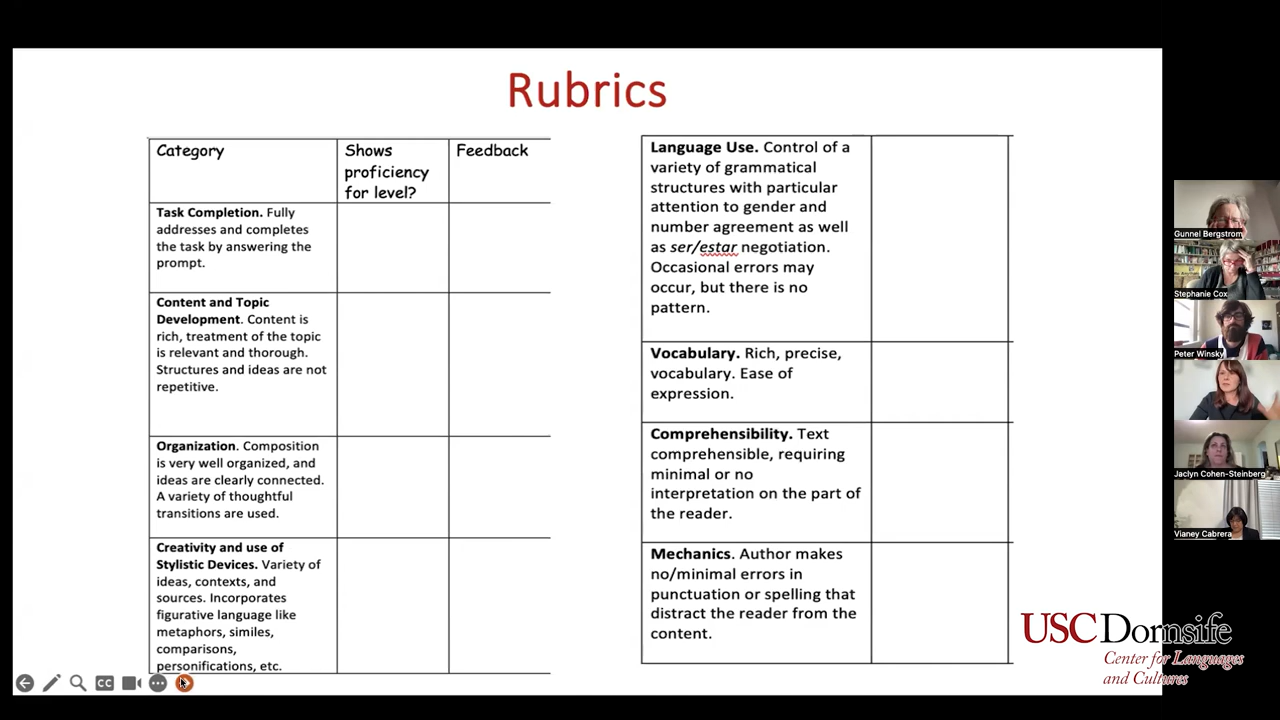 Rubrics
Category
Shows
proficiency
for level?
Feedback
Task Completion. Fully
addresses and completes
the task by answering the
prompt.
Content and Topic
Development. Content is
rich, treatment of the topic
is relevant and thorough.
Structures and ideas are not
repetitive.
Organization. Composition
is very well organized, and
ideas are clearly connected.
A variety of thoughtful
transitions are used.
Creativity and use of
Stylistic Devices. Variety of
ideas, contexts, and
sources. Incorporates
figurative language like
metaphors, similes,
comparisons,
personifications, etc.
Language Use. Control of a
variety of grammatical
structures with particular
attention to gender and
number agreement as well
as ser/estar negotiation.
Occasional errors may
occur, but there is no
pattern.
Vocabulary. Rich, precise,
vocabulary. Ease of
expression.
Comprehensibility. Text
comprehensible, requiring
minimal or no
interpretation on the part of
the reader.
Mechanics. Author makes
no/minimal errors in
punctuation or spelling that
distract the reader from the
content.
CC
Gunnel Bergstrom
Stephanie Cox
Peter Winsky
Jaclyn Cohen-Steinberg
Vianey Cabrera
USC Dornsife
Center for Languages
and Cultures